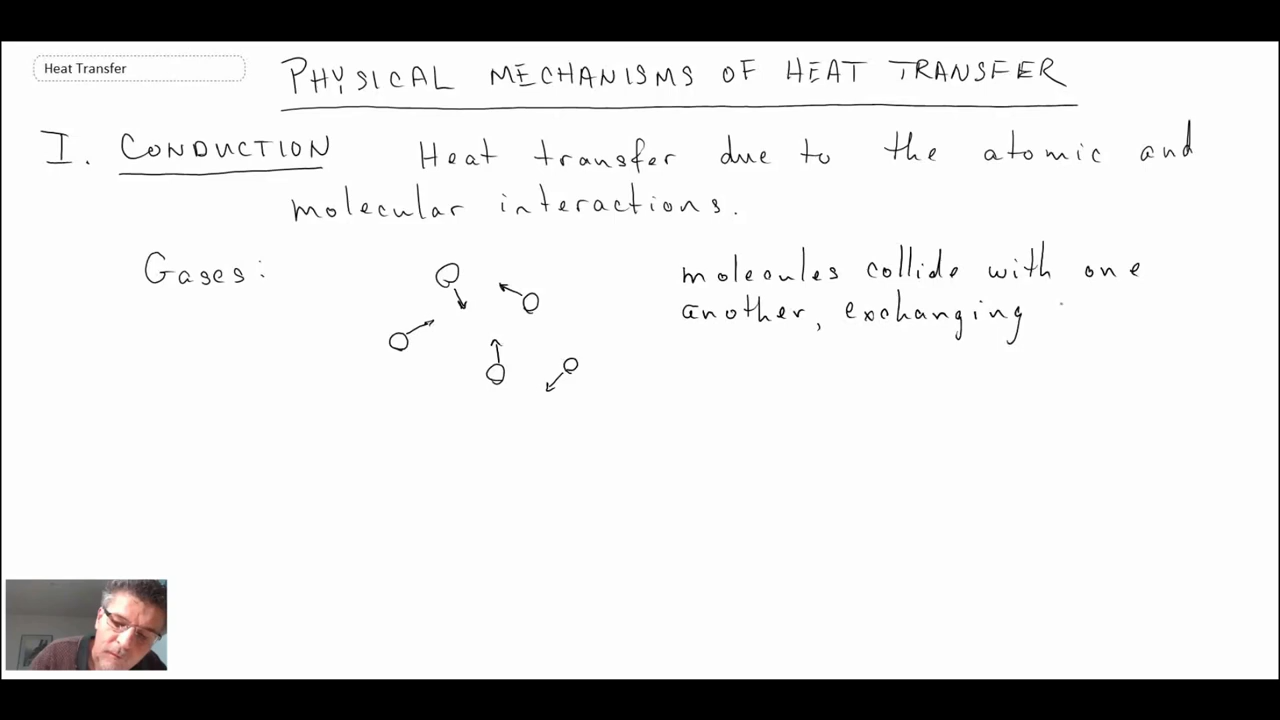 Heat Transfer
PHYSICAL MECHANISMS OF HEAT TRANSFER
I. CONDUCTION Heat transfer due to the atomic and
molecular interactions.
Gases: molecules collide with one
another, exchanging